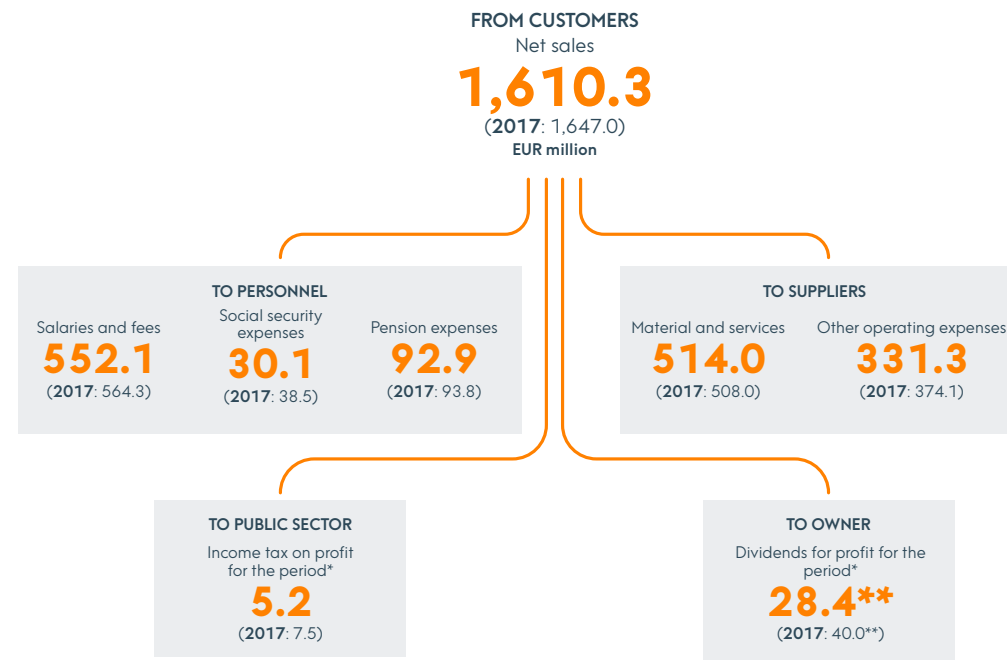 FROM CUSTOMERS
Net sales
1,610.3
(2017: 1,647.0)
EUR million
TO PERSONNEL
Salaries and fees
552.1
(2017: 564.3)
Social security
expenses
30.1
(2017: 38.5)
Pension expenses
92.9
(2017: 93.8)
TO SUPPLIERS
Material and services
514.0
(2017: 508.0)
Other operating expenses
331.3
(2017: 374.1)
TO PUBLIC SECTOR
Income tax on profit
for the period*
5.2
(2017: 7.5)
TO OWNER
Dividends for profit for the
period*
28.4**
(2017: 40.0**)